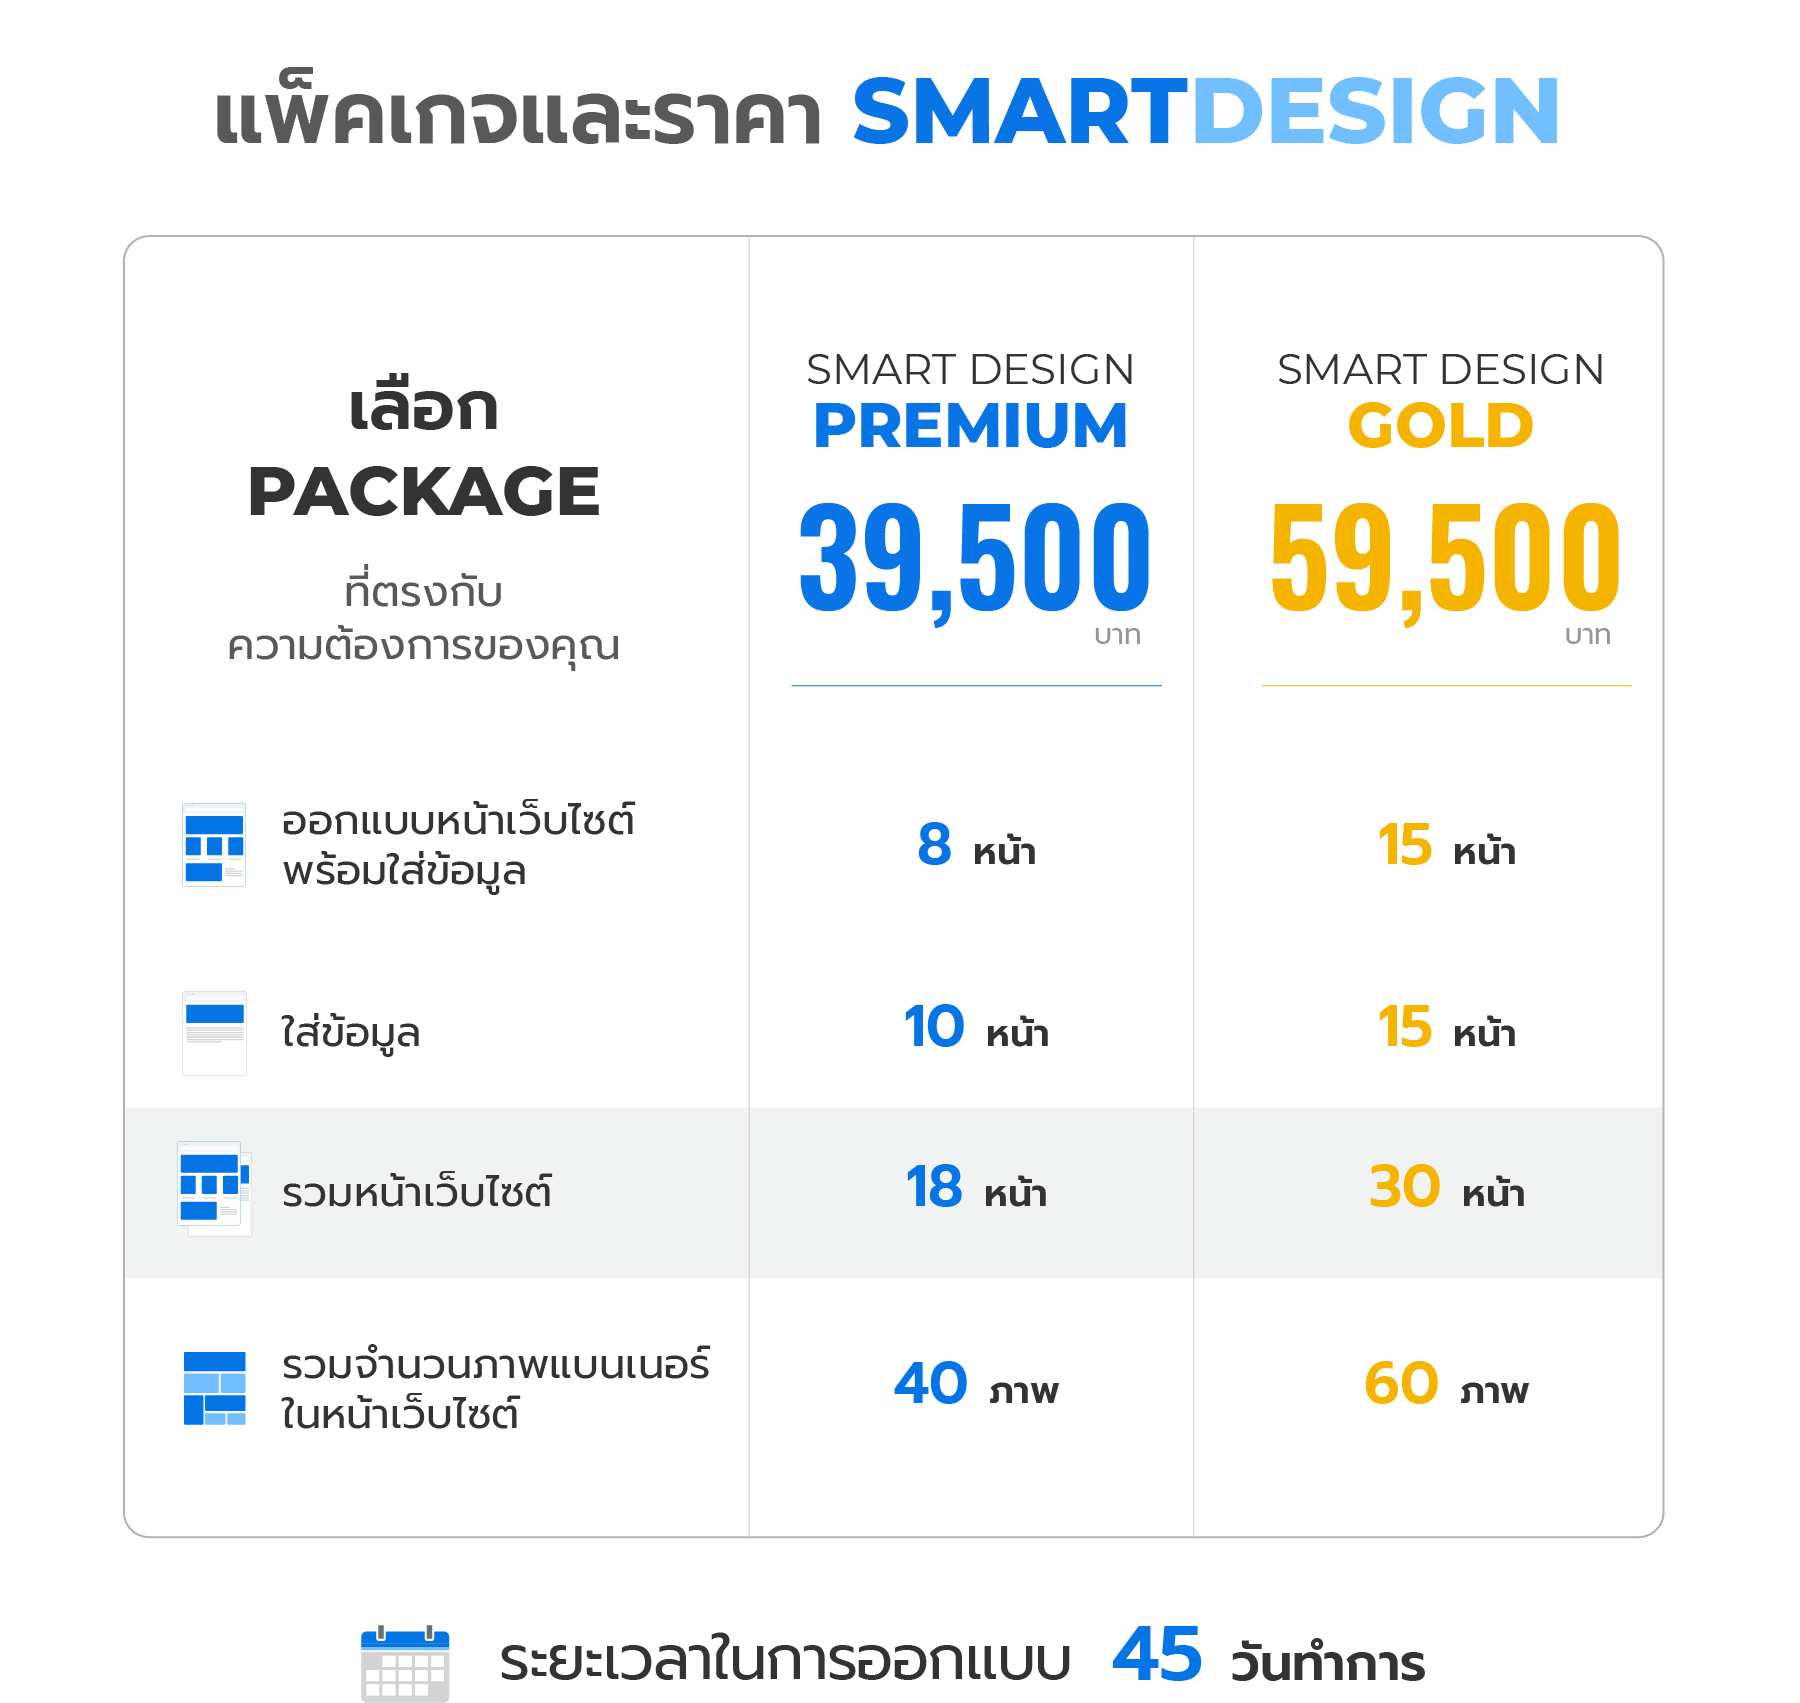 แพ็คเกจและราคา SMARTDESIGN
เลือก
PACKAGE
ที่ตรงกับ
ความต้องการของคุณ
SMART DESIGN
PREMIUM
39,500
บาท
SMART DESIGN
GOLD
59,500
บาท
ออกแบบหน้าเว็บไซต์
พร้อมใส่ข้อมูล
8 หน้า
15 หน้า
ใส่ข้อมูล
10 หน้า
15 หน้า
รวมหน้าเว็บไซต์
18 หน้า
30 หน้า
รวมจำนวนภาพแบนเนอร์
ในหน้าเว็บไซต์
40 ภาพ
60 ภาพ
ระยะเวลาในการออกแบบ 45 วันทำการ